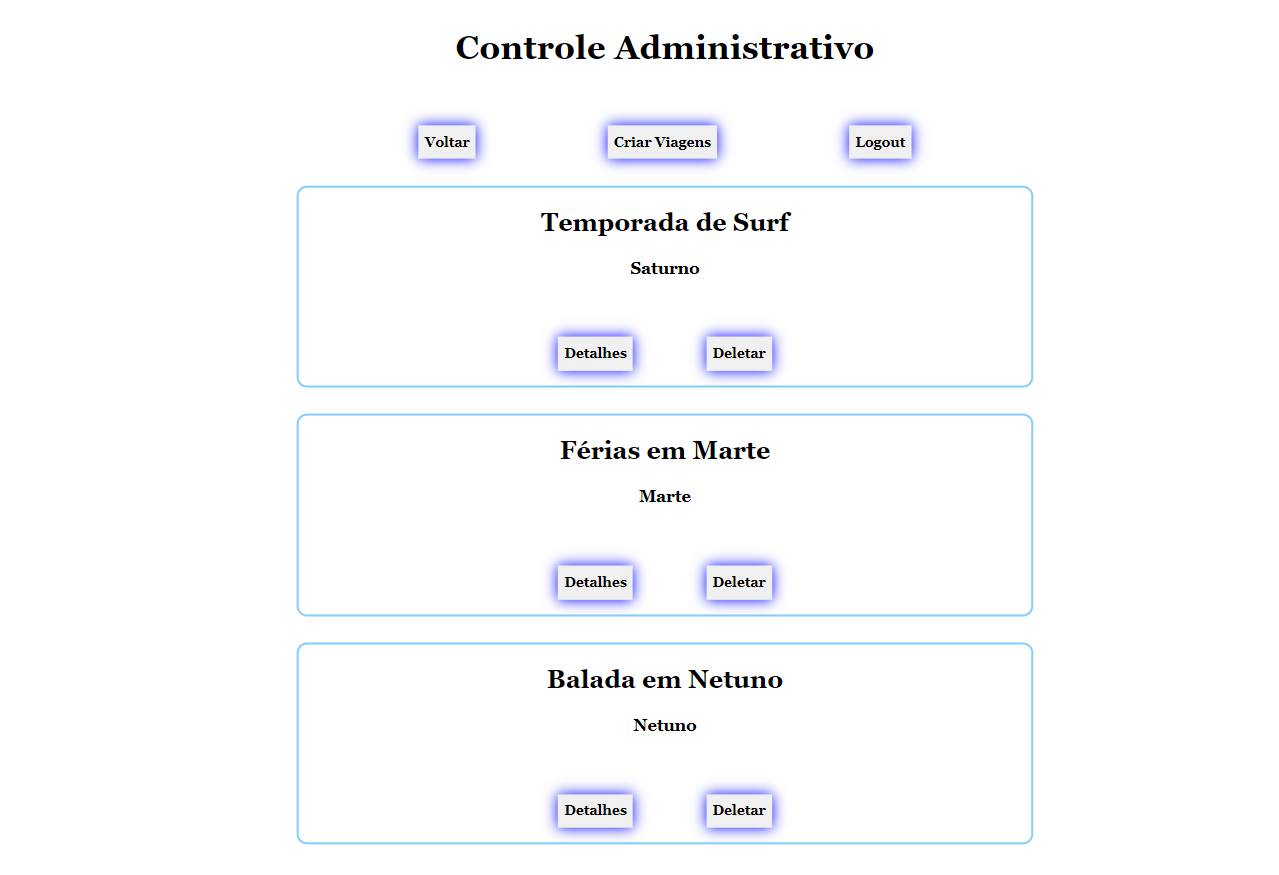 Controle Administrativo
Voltar Criar Viagens Logout
Temporada de Surf
Saturno
Detalhes Deletar
Férias em Marte
Marte
Detalhes Deletar
Balada em Netuno
Netuno
Detalhes Deletar